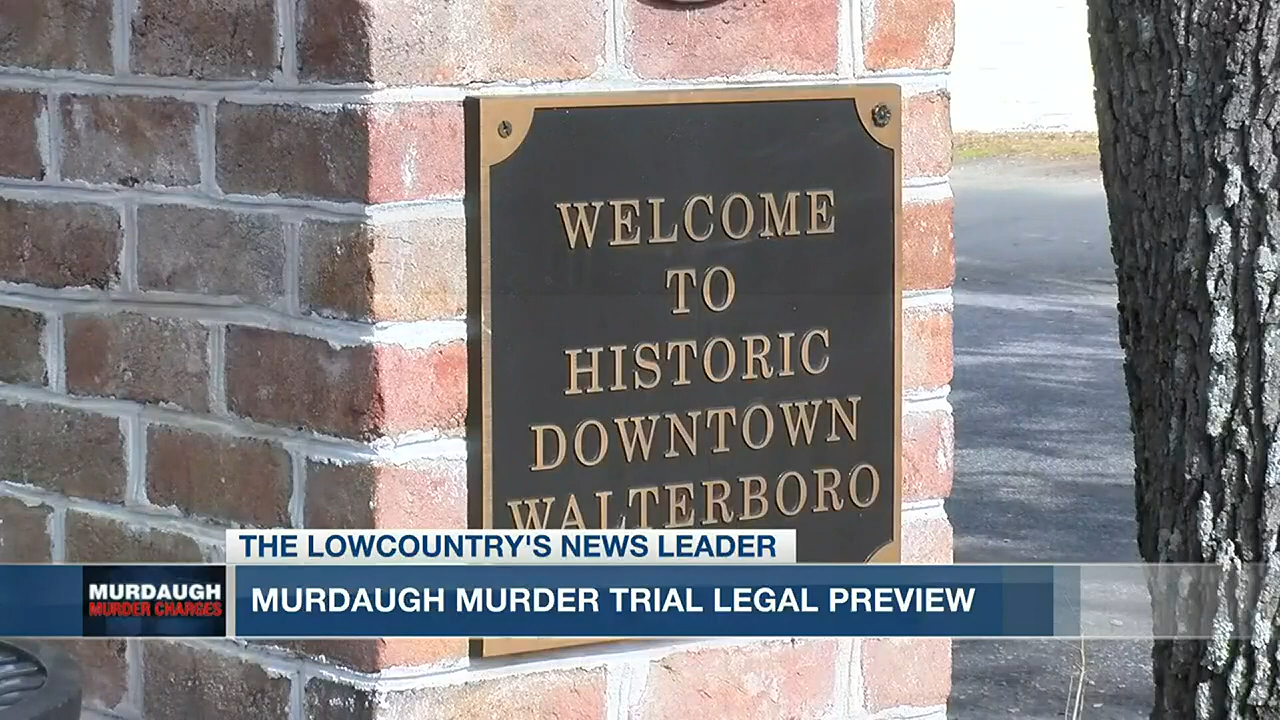 WELCOME
TO
HISTORIC
DOWNTOWN
WALTERBORO
THE LOWCOUNTRY'S NEWS LEADER
MURDAUGH
MURDER CHARGES
MURDAUGH MURDER TRIAL LEGAL PREVIEW